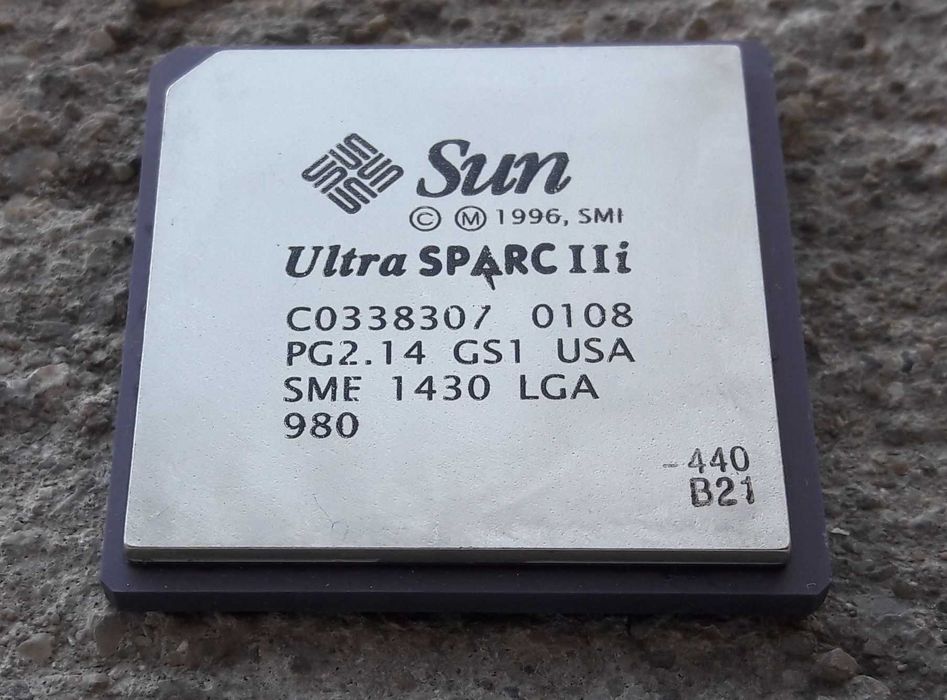 Sun
© Ⓜ 1996, SMI
Ultra SPARC IIi
C0338307 0108
PG2.14 GS1 USA
SME 1430 LGA
980
-440
B21